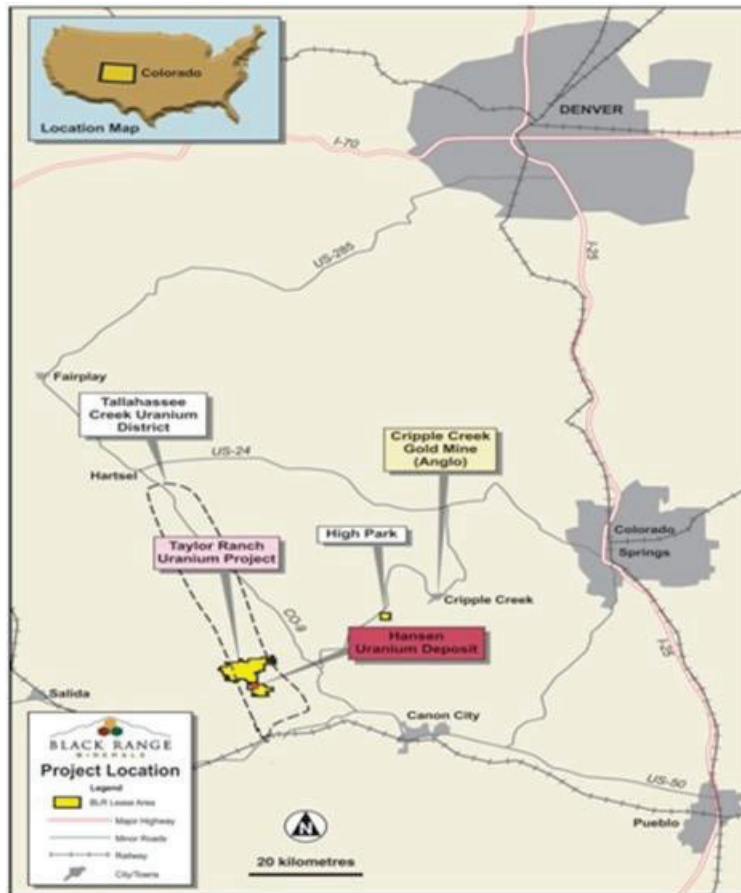 Colorado
Location Map
DENVER
I-70
I-25
US-285
Fairplay
Tallahassee
Creek Uranium
District
Cripple Creek
Gold Mine
(Anglo)
US-24
Hartsel
High Park
Colorado
Springs
Taylor Ranch
Uranium Project
Cripple Creek
CO-9
Hansen
Uranium Deposit
I-25
Salida
Canon City
BLACK RANGE
MINERALS
Project Location
Legend
BLR Lease Area
Major Highway
Minor Roads
Railway
City/Towns
US-50
Pueblo
N
20 kilometres